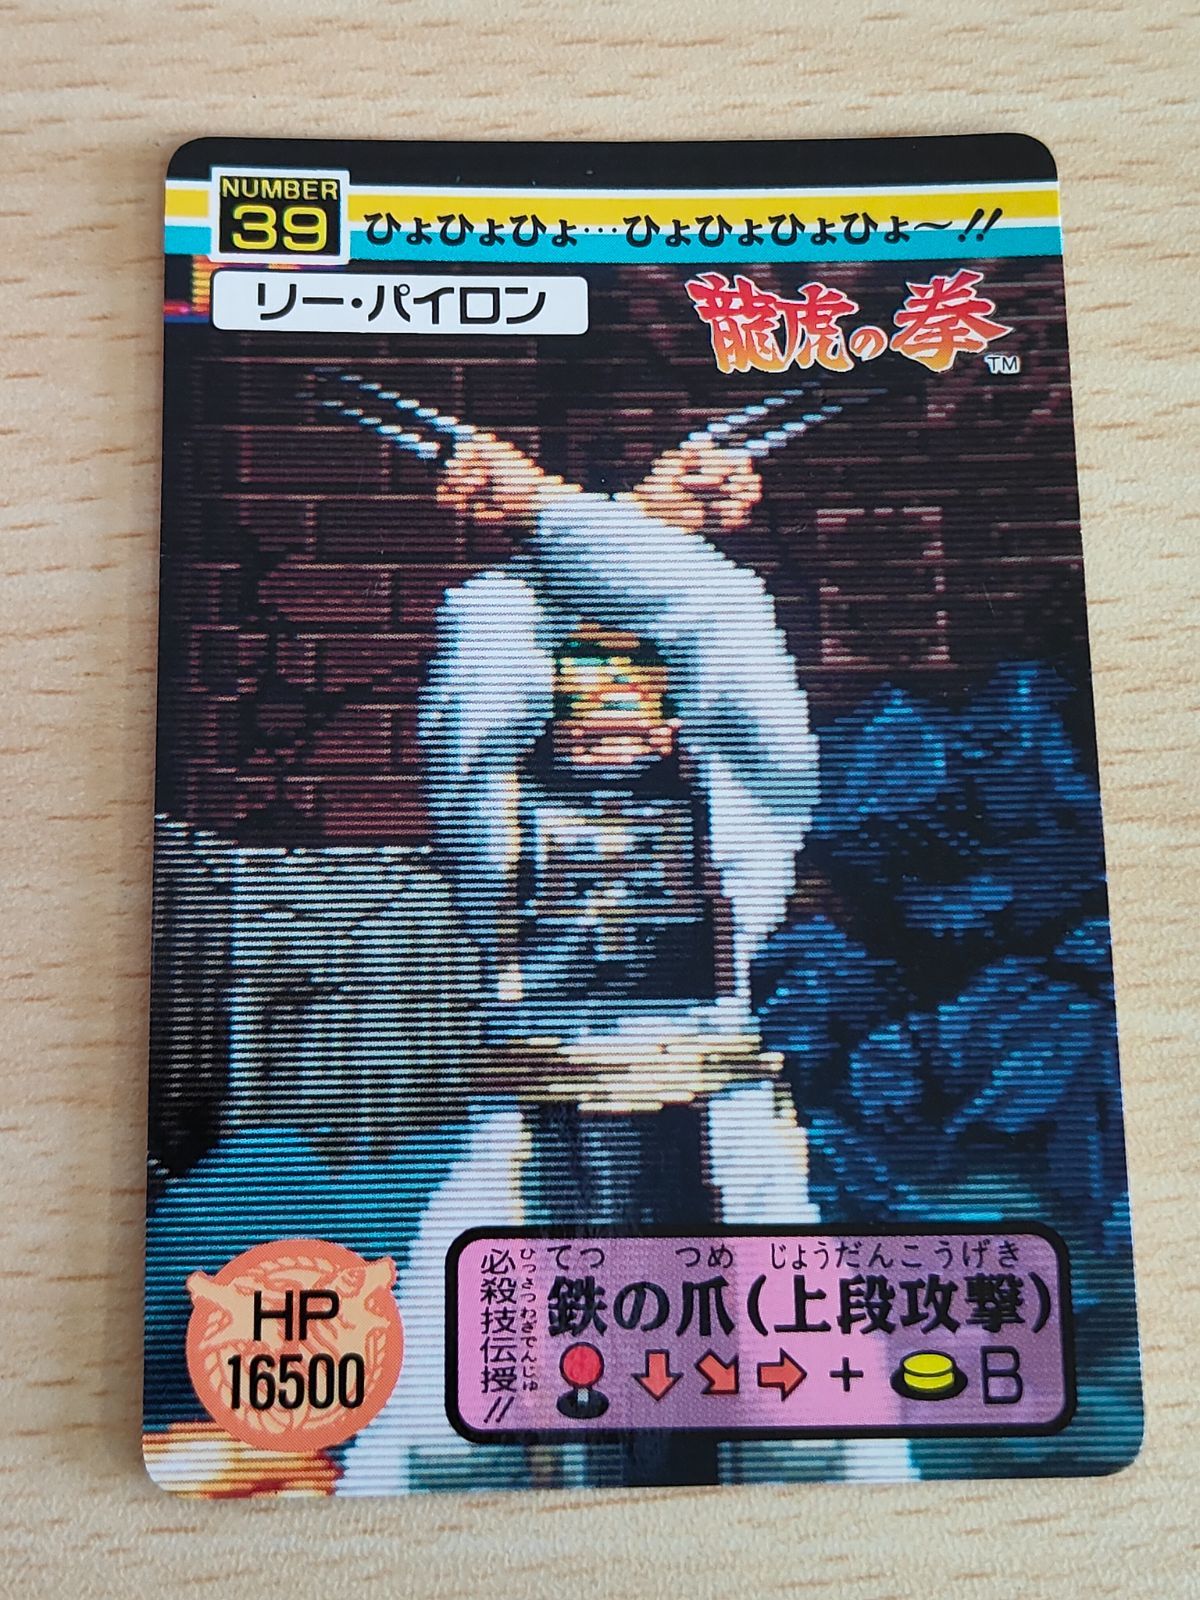 NUMBER
39
ひょひょひょ…ひょひょひょひょ〜!!
リー・パイロン
龍虎の拳
TM
HP
16500
必殺技伝授!!
ひっさつわざでんじゅ
てつ つめ じょうだんこうげき
鉄の爪(上段攻撃)
↓↘→+ B